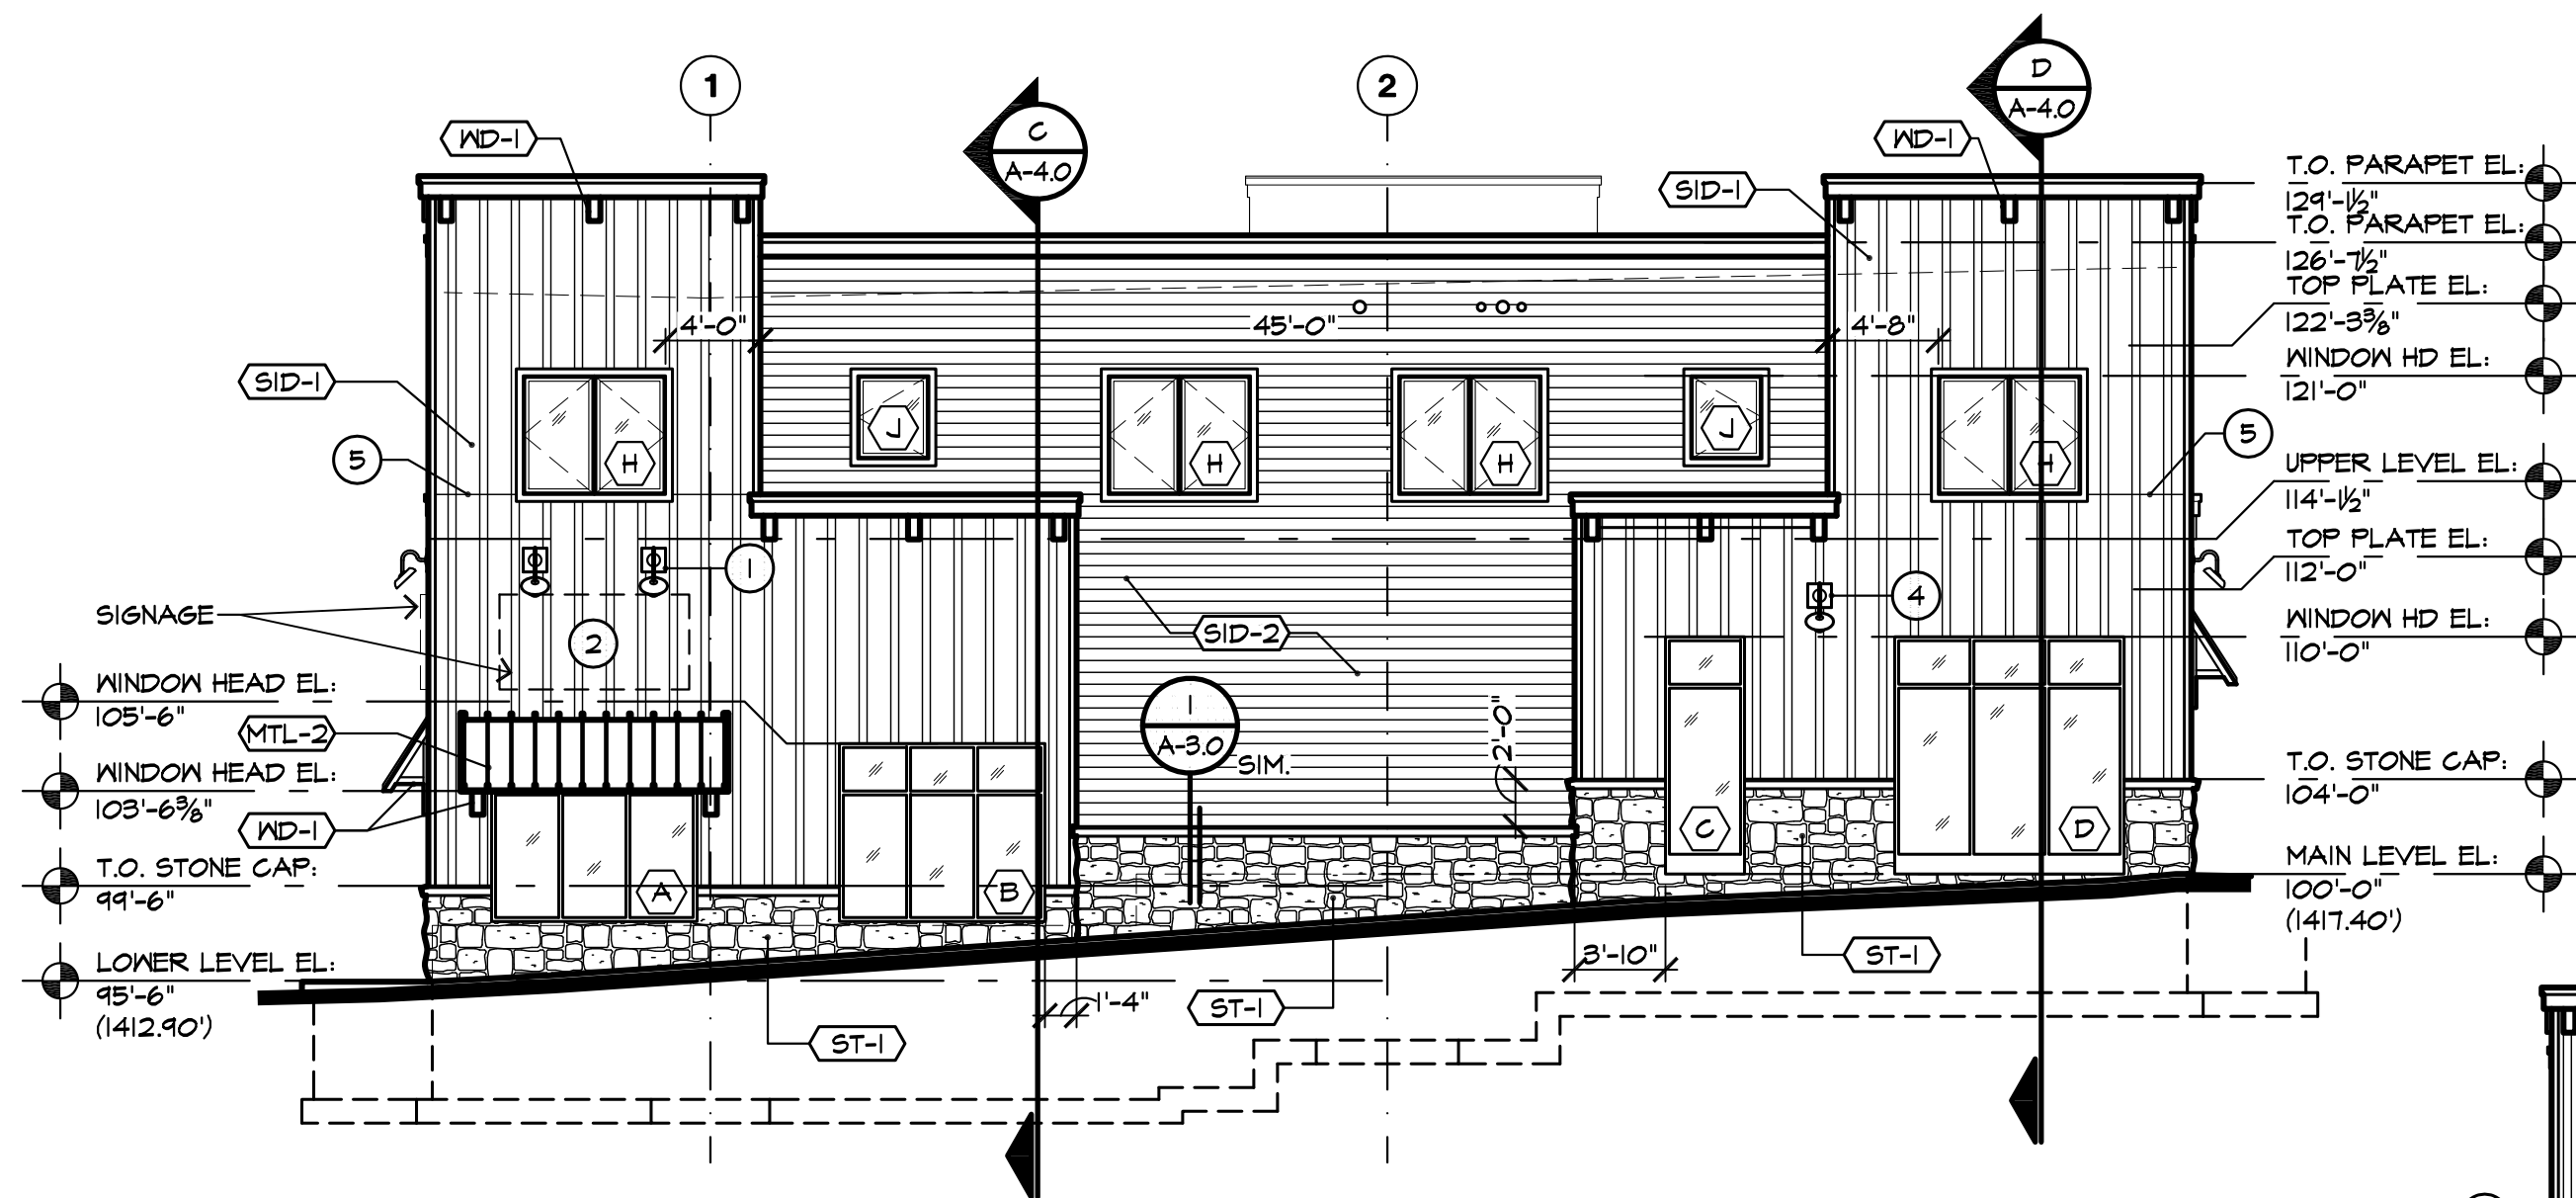 1
2
C
A-4.0
D
A-4.0
WD-1
WD-1
SID-1
T.O. PARAPET EL:
129'-1½"
T.O. PARAPET EL:
126'-7½"
TOP PLATE EL:
122'-3⅜"
WINDOW HD EL:
121'-0"
UPPER LEVEL EL:
114'-1½"
TOP PLATE EL:
112'-0"
WINDOW HD EL:
110'-0"
T.O. STONE CAP:
104'-0"
MAIN LEVEL EL:
100'-0"
(1417.40')
4'-0"
45'-0"
4'-8"
SID-1
5
H
J
H
H
J
H
5
1
4
SIGNAGE
2
SID-2
WINDOW HEAD EL:
105'-6"
MTL-2
WINDOW HEAD EL:
103'-6⅜"
WD-1
T.O. STONE CAP:
99'-6"
LOWER LEVEL EL:
95'-6"
(1412.90')
1
A-3.0
SIM.
2'-0"
A
B
C
D
3'-10"
1'-4"
ST-1
ST-1
ST-1